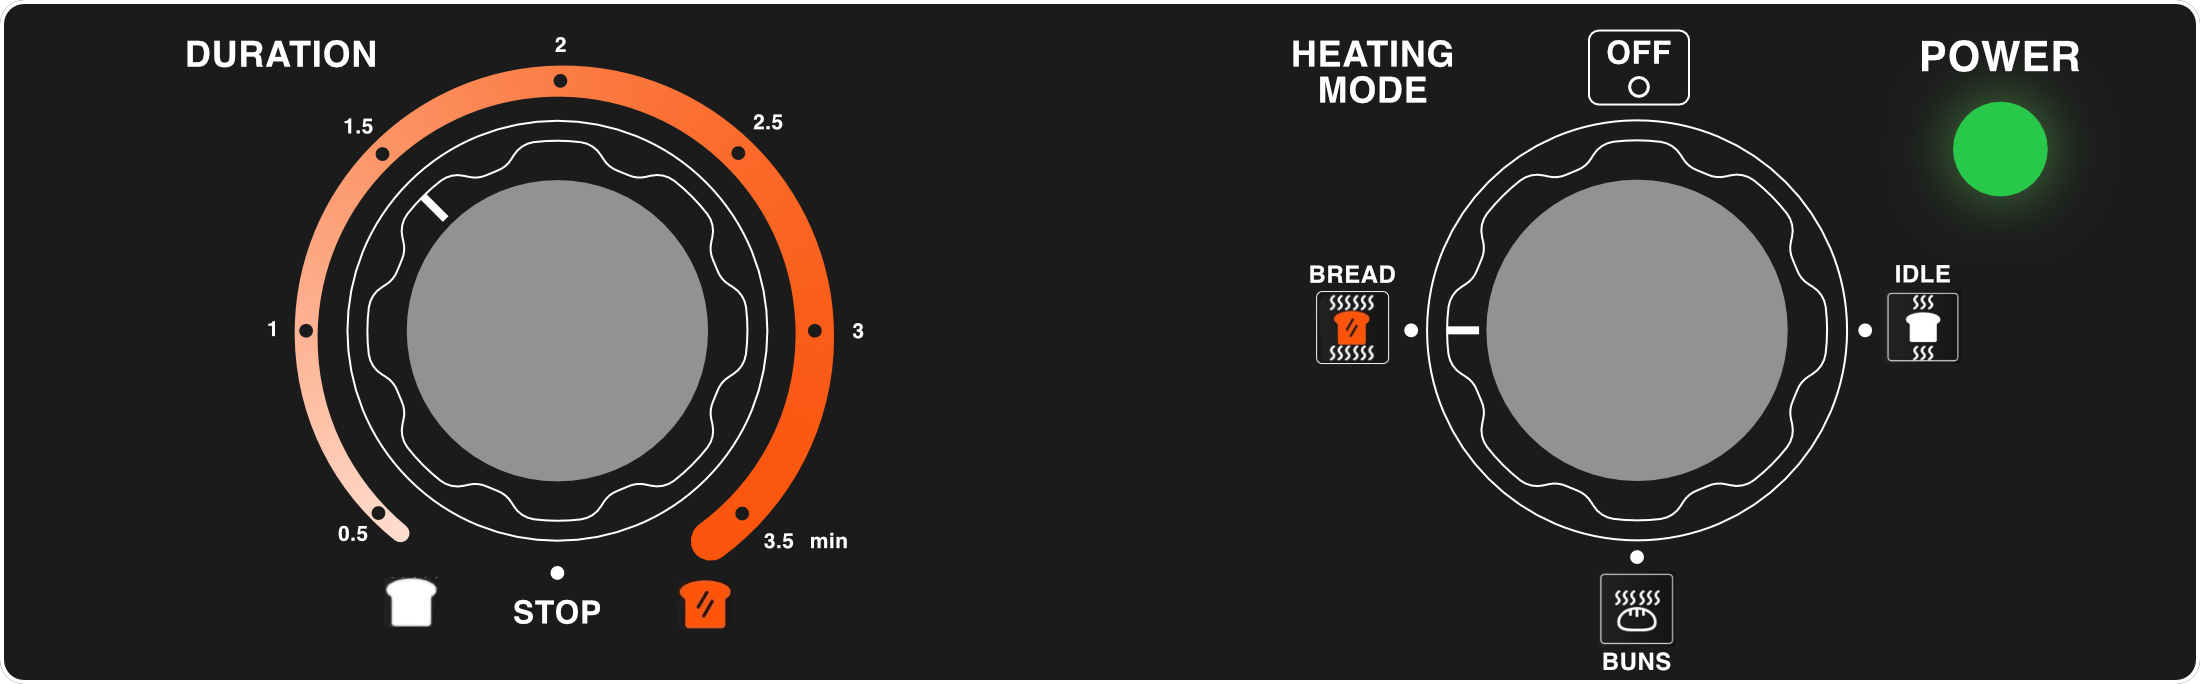 DURATION
2
1.5
2.5
1
3
0.5
3.5 min
STOP
HEATING
MODE
OFF
BREAD
IDLE
BUNS
POWER